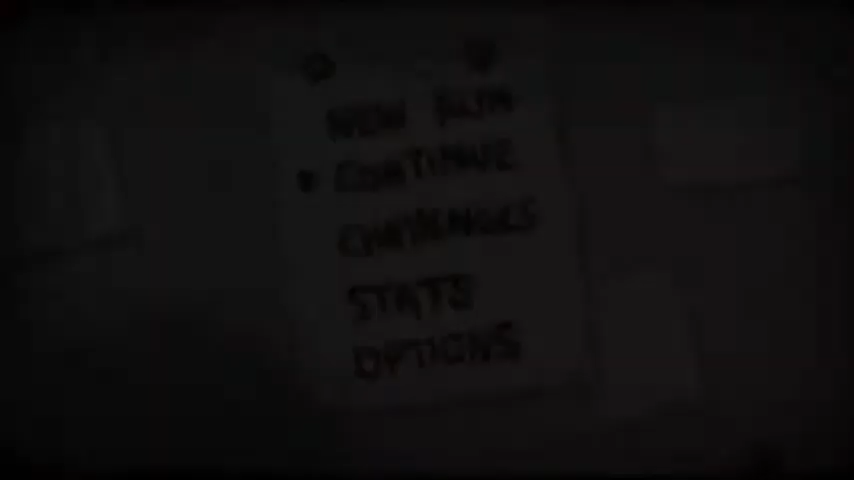 NEW RUN
CONTINUE
CHALLENGES
STATS
OPTIONS